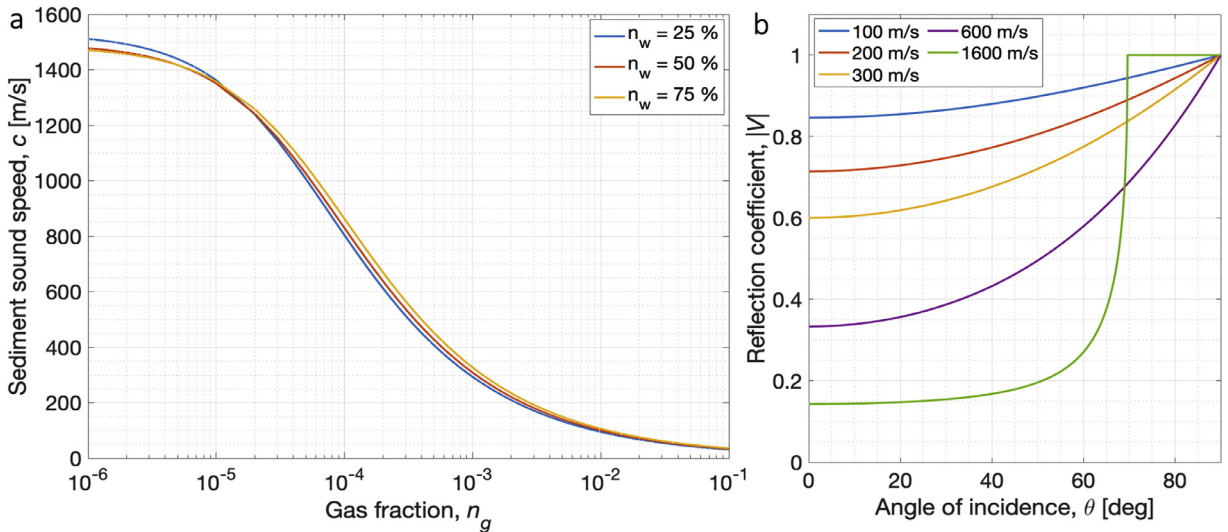 a
Sediment sound speed, c [m/s]
1600
1400
1200
1000
800
600
400
200
0
10^-6
10^-5
10^-4
10^-3
10^-2
10^-1
Gas fraction, n_g
n_w = 25 %
n_w = 50 %
n_w = 75 %
b
Reflection coefficient, |V|
1
0.8
0.6
0.4
0.2
0
0
20
40
60
80
Angle of incidence, θ [deg]
100 m/s
200 m/s
300 m/s
600 m/s
1600 m/s